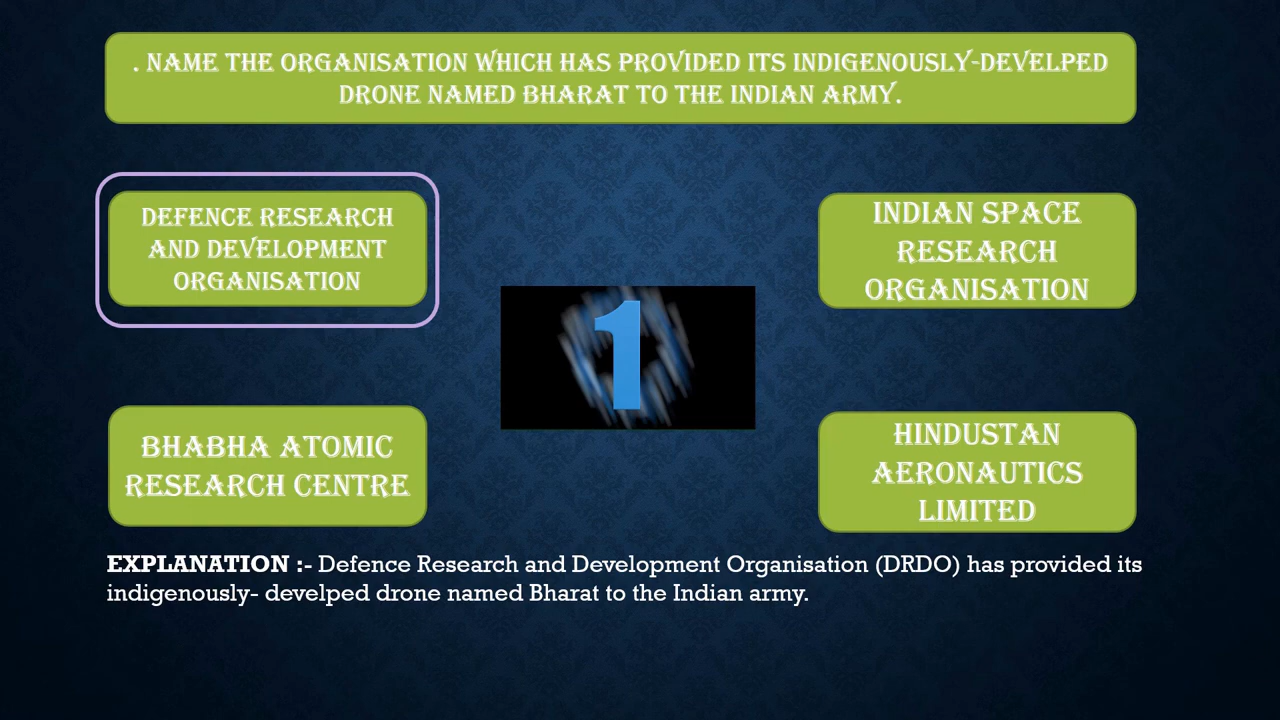 . NAME THE ORGANISATION WHICH HAS PROVIDED ITS INDIGENOUSLY-DEVELPED
DRONE NAMED BHARAT TO THE INDIAN ARMY.
DEFENCE RESEARCH
AND DEVELOPMENT
ORGANISATION
INDIAN SPACE
RESEARCH
ORGANISATION
1
BHABHA ATOMIC
RESEARCH CENTRE
HINDUSTAN
AERONAUTICS
LIMITED
EXPLANATION :- Defence Research and Development Organisation (DRDO) has provided its
indigenously- develped drone named Bharat to the Indian army.